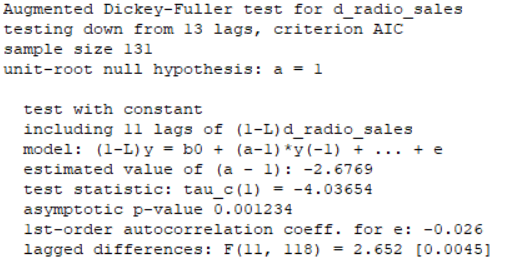 Augmented Dickey-Fuller test for d_radio_sales
testing down from 13 lags, criterion AIC
sample size 131
unit-root null hypothesis: a = 1
test with constant
including 11 lags of (1-L)d_radio_sales
model: (1-L)y = b0 + (a-1)*y(-1) + ... + e
estimated value of (a - 1): -2.6769
test statistic: tau_c(1) = -4.03654
asymptotic p-value 0.001234
1st-order autocorrelation coeff. for e: -0.026
lagged differences: F(11, 118) = 2.652 [0.0045]